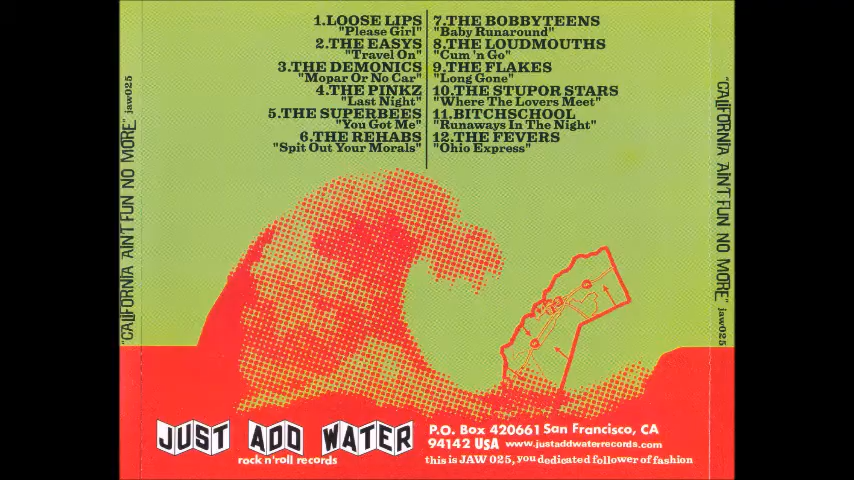 1.LOOSE LIPS
"Please Girl"
2.THE EASYS
"Travel On"
3.THE DEMONICS
"Mopar Or No Car"
4.THE PINKZ
"Last Night"
5.THE SUPERBEES
"You Got Me"
6.THE REHABS
"Spit Out Your Morals"
7.THE BOBBYTEENS
"Baby Runaround"
8.THE LOUDMOUTHS
"Cum 'n Go"
9.THE FLAKES
"Long Gone"
10.THE STUPOR STARS
"Where The Lovers Meet"
11.BITCHSCHOOL
"Runaways In The Night"
12.THE FEVERS
"Ohio Express"
"CALIFORNIA AIN'T FUN NO MORE" jaw025
"CALIFORNIA AIN'T FUN NO MORE" jaw025
JUST ADD WATER
rock n'roll records
P.O. Box 420661 San Francisco, CA
94142 USA www.justaddwaterrecords.com
this is JAW 025, you dedicated follower of fashion